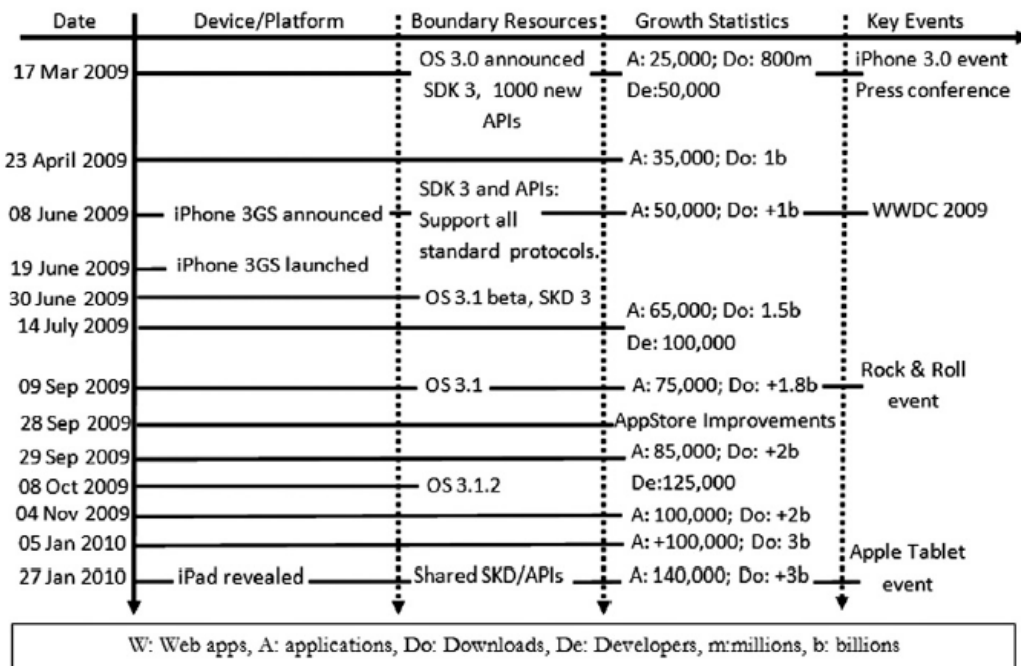 Date Device/Platform Boundary Resources Growth Statistics Key Events
17 Mar 2009 OS 3.0 announced A: 25,000; Do: 800m iPhone 3.0 event
SDK 3, 1000 new De:50,000 Press conference
APIs
23 April 2009 A: 35,000; Do: 1b
SDK 3 and APIs:
08 June 2009 iPhone 3GS announced Support all A: 50,000; Do: +1b WWDC 2009
standard protocols.
19 June 2009 iPhone 3GS launched
30 June 2009 OS 3.1 beta, SKD 3
A: 65,000; Do: 1.5b
14 July 2009
De: 100,000
09 Sep 2009 OS 3.1 A: 75,000; Do: +1.8b Rock & Roll
event
28 Sep 2009 AppStore Improvements
29 Sep 2009 A: 85,000; Do: +2b
08 Oct 2009 OS 3.1.2 De:125,000
04 Nov 2009 A: 100,000; Do: +2b
05 Jan 2010 A: +100,000; Do: 3b Apple Tablet
27 Jan 2010 iPad revealed Shared SKD/APIs A: 140,000; Do: +3b event
W: Web apps, A: applications, Do: Downloads, De: Developers, m:millions, b: billions